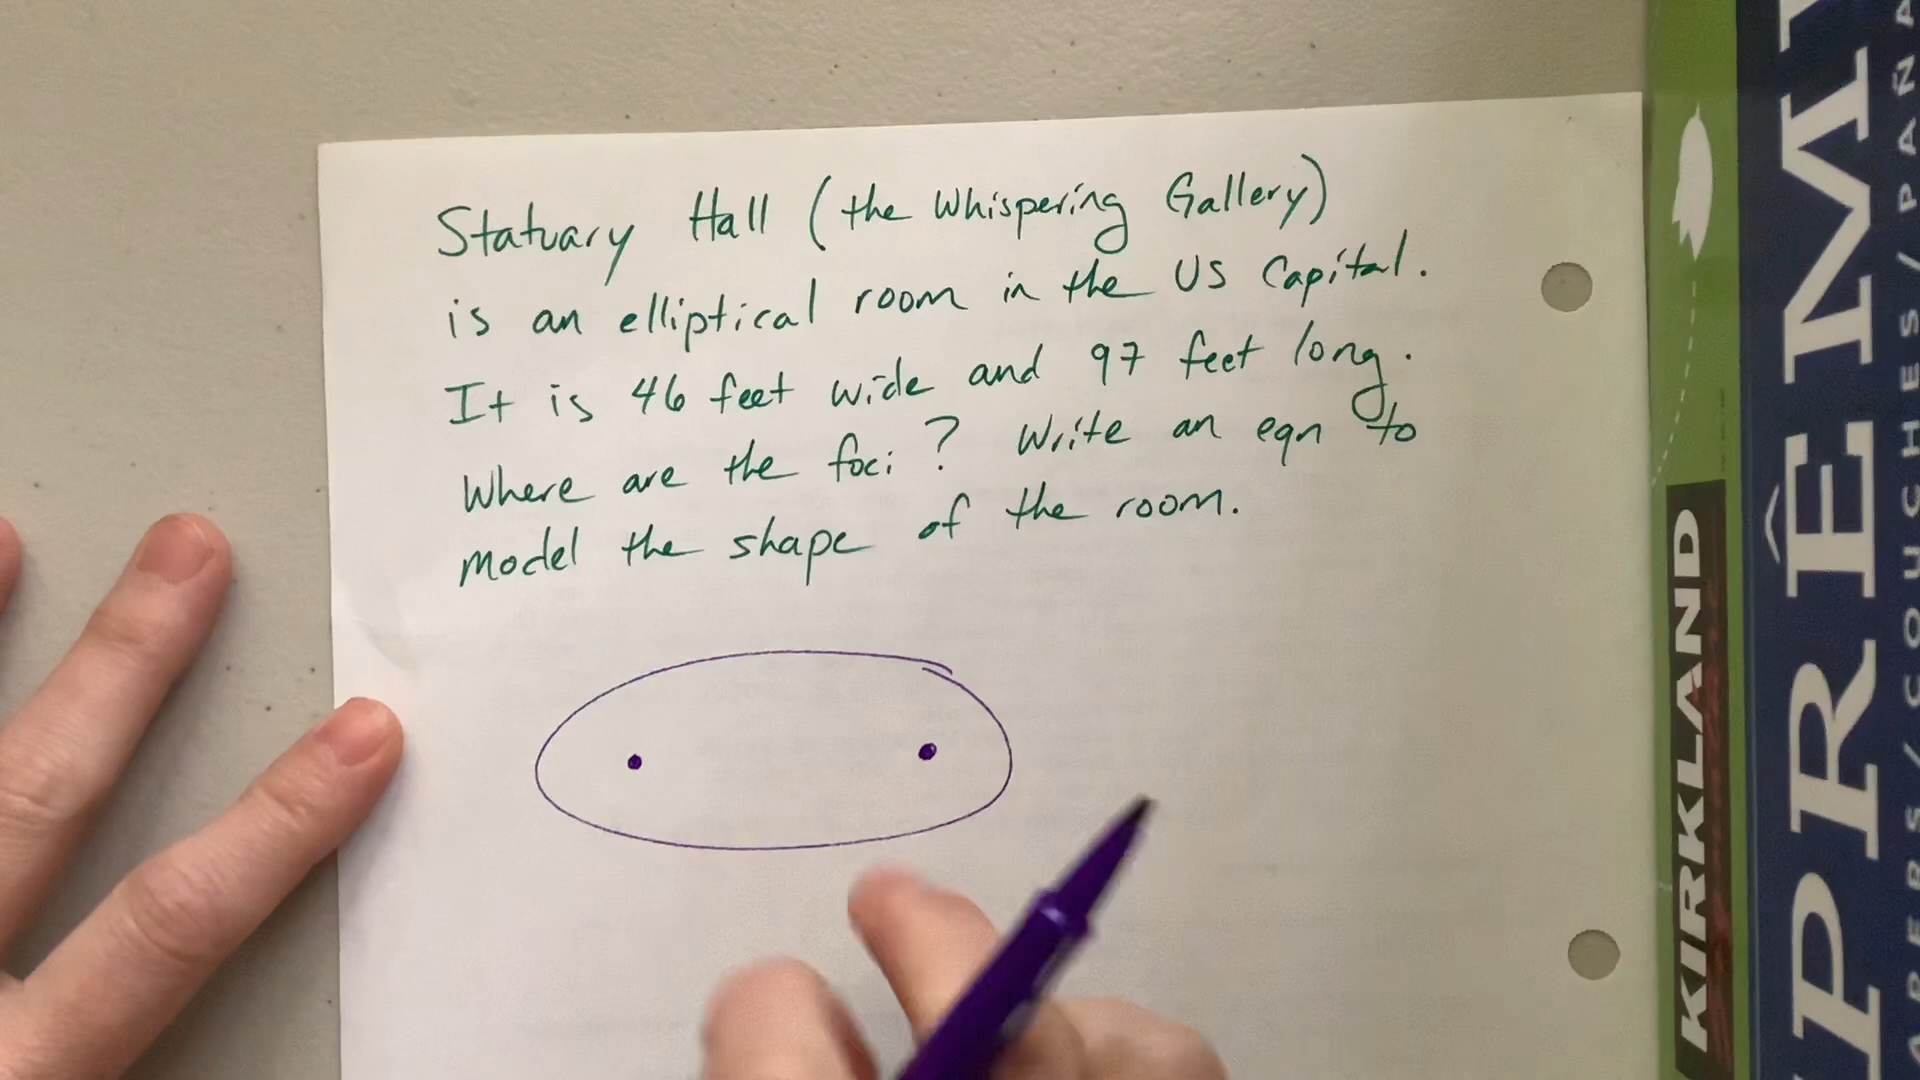 Statuary Hall (the Whispering Gallery)
is an elliptical room in the US Capital.
It is 46 feet wide and 97 feet long.
Where are the foci? Write an eqn to
model the shape of the room.
KIRKLAND